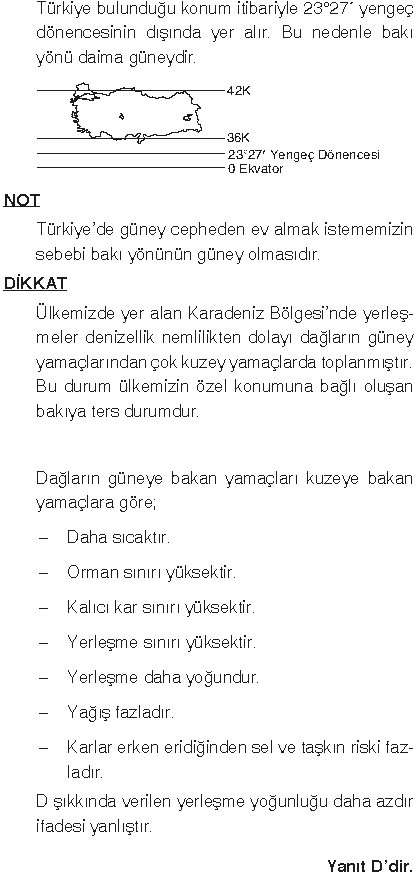 Türkiye bulunduğu konum itibariyle 23°27´ yengeç
dönencesinin dışında yer alır. Bu nedenle bakı
yönü daima güneydir.
42K
36K
23°27′ Yengeç Dönencesi
0 Ekvator
NOT
Türkiye’de güney cepheden ev almak istememizin
sebebi bakı yönünün güney olmasıdır.
DİKKAT
Ülkemizde yer alan Karadeniz Bölgesi’nde yerleş-
meler denizellik nemlilikten dolayı dağların güney
yamaçlarından çok kuzey yamaçlarda toplanmıştır.
Bu durum ülkemizin özel konumuna bağlı oluşan
bakıya ters durumdur.
Dağların güneye bakan yamaçları kuzeye bakan
yamaçlara göre;
– Daha sıcaktır.
– Orman sınırı yüksektir.
– Kalıcı kar sınırı yüksektir.
– Yerleşme sınırı yüksektir.
– Yerleşme daha yoğundur.
– Yağış fazladır.
– Karlar erken eridiğinden sel ve taşkın riski faz-
ladır.
D şıkkında verilen yerleşme yoğunluğu daha azdır
ifadesi yanlıştır.
Yanıt D’dir.